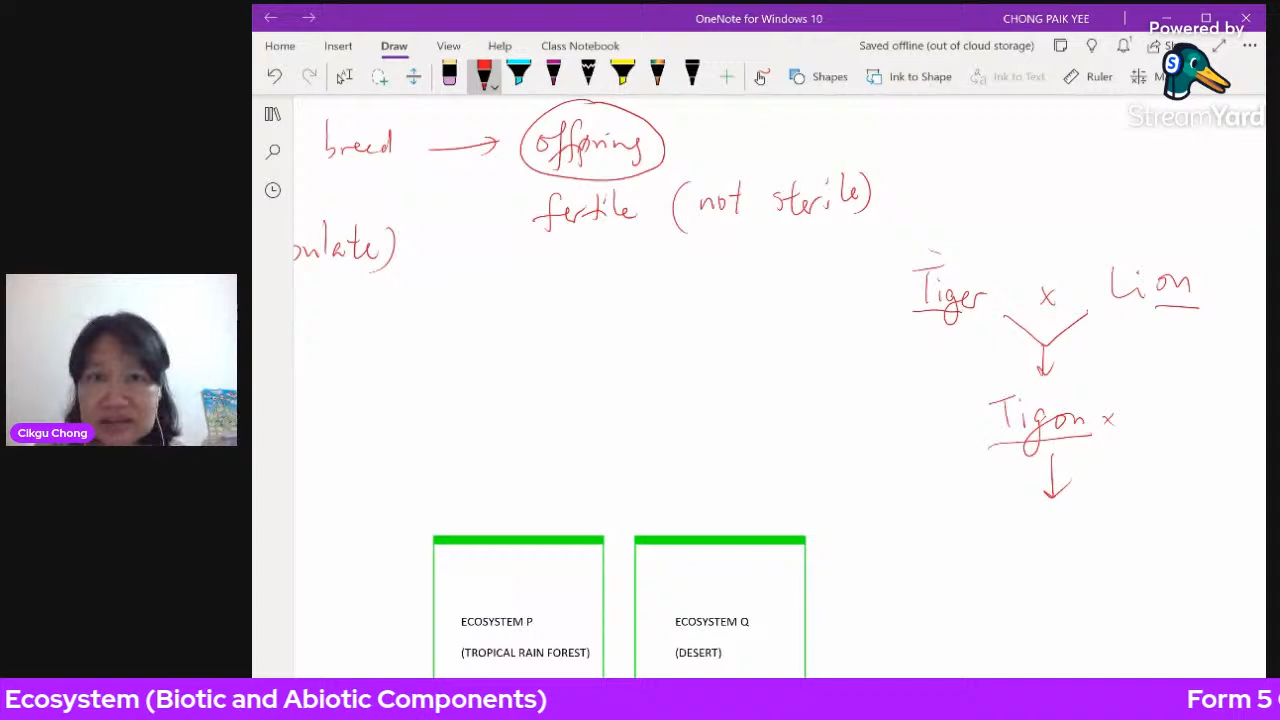 OneNote for Windows 10
CHONG PAIK YEE
Powered by
StreamYard
Home Insert Draw View Help Class Notebook
Saved offline (out of cloud storage)
Shapes Ink to Shape Ink to Text Ruler
breed → offspring
fertile (not sterile)
Tiger x Lion
Tigon x
Cikgu Chong
ECOSYSTEM P
(TROPICAL RAIN FOREST)
ECOSYSTEM Q
(DESERT)
Ecosystem (Biotic and Abiotic Components)
Form 5